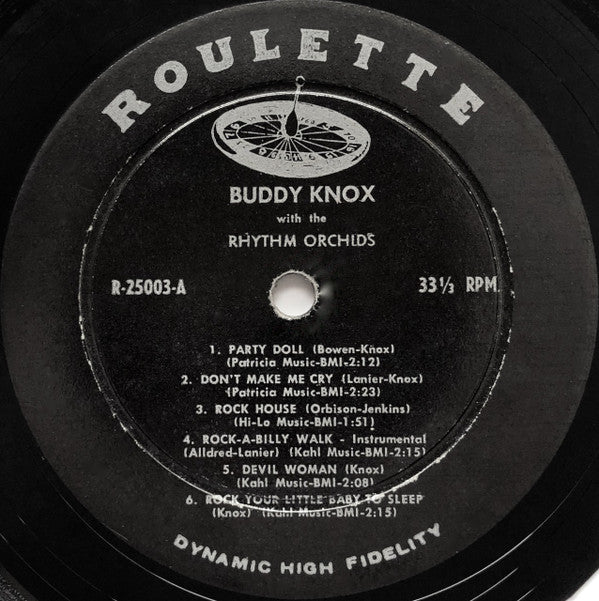 ROULETTE
BUDDY KNOX
with the
RHYTHM ORCHIDS
R-25003-A
33⅓ RPM
1. PARTY DOLL (Bowen-Knox)
(Patricia Music-BMI-2:12)
2. DON'T MAKE ME CRY (Lanier-Knox)
(Patricia Music-BMI-2:23)
3. ROCK HOUSE (Orbison-Jenkins)
(Hi-Lo Music-BMI-1:51)
4. ROCK-A-BILLY WALK - Instrumental
(Alldred-Lanier) (Kahl Music-BMI-2:15)
5. DEVIL WOMAN (Knox)
(Kahl Music-BMI-2:08)
6. ROCK YOUR LITTLE BABY TO SLEEP
(Knox) (Kahl Music-BMI-2:15)
DYNAMIC HIGH FIDELITY